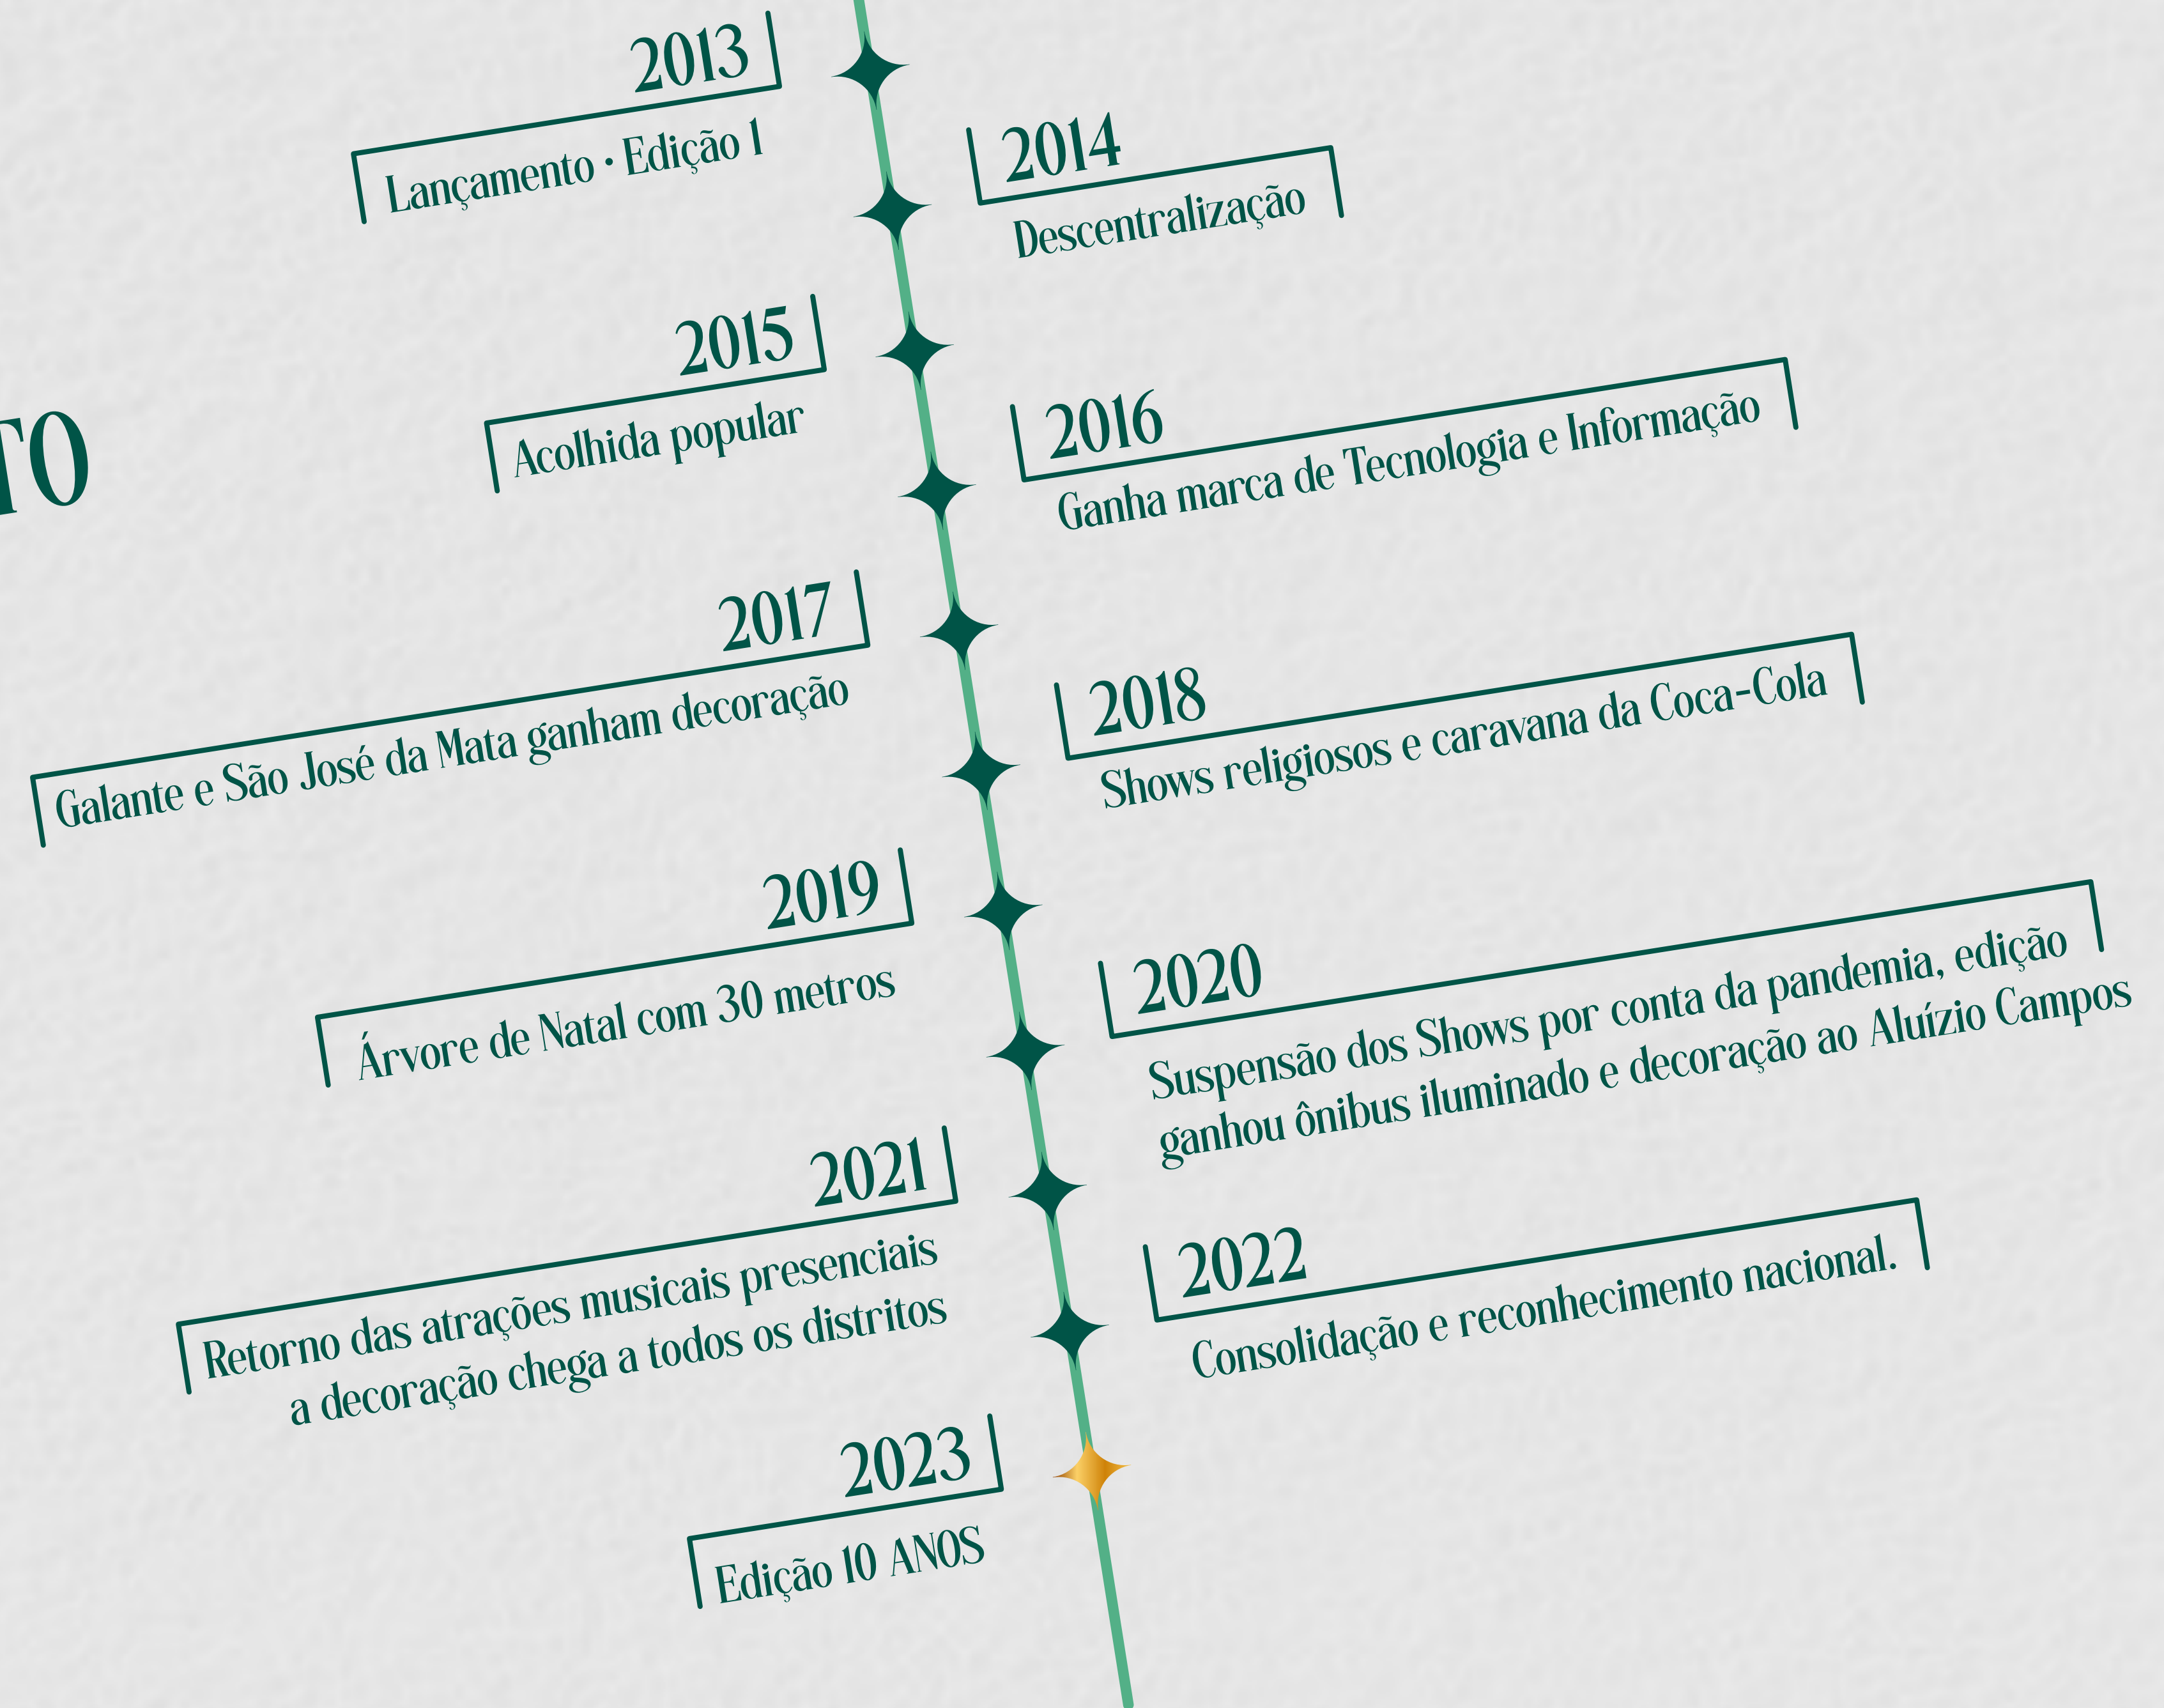 2013
Lançamento • Edição 1
2014
Descentralização
2015
Acolhida popular
TO
2016
Ganha marca de Tecnologia e Informação
2017
Galante e São José da Mata ganham decoração
2018
Shows religiosos e caravana da Coca-Cola
2019
Árvore de Natal com 30 metros
2020
Suspensão dos Shows por conta da pandemia, edição
ganhou ônibus iluminado e decoração ao Aluízio Campos
2021
Retorno das atrações musicais presenciais
a decoração chega a todos os distritos
2022
Consolidação e reconhecimento nacional.
2023
Edição 10 ANOS